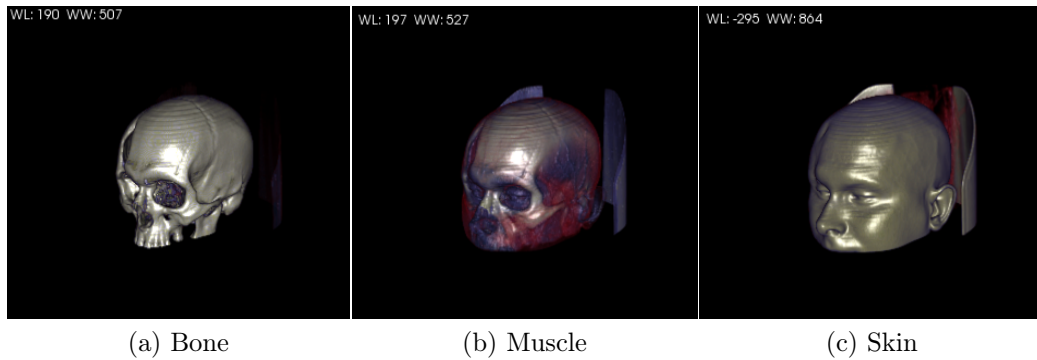 WL: 190 WW: 507
WL: 197 WW: 527
WL: -295 WW: 864
(a) Bone
(b) Muscle
(c) Skin